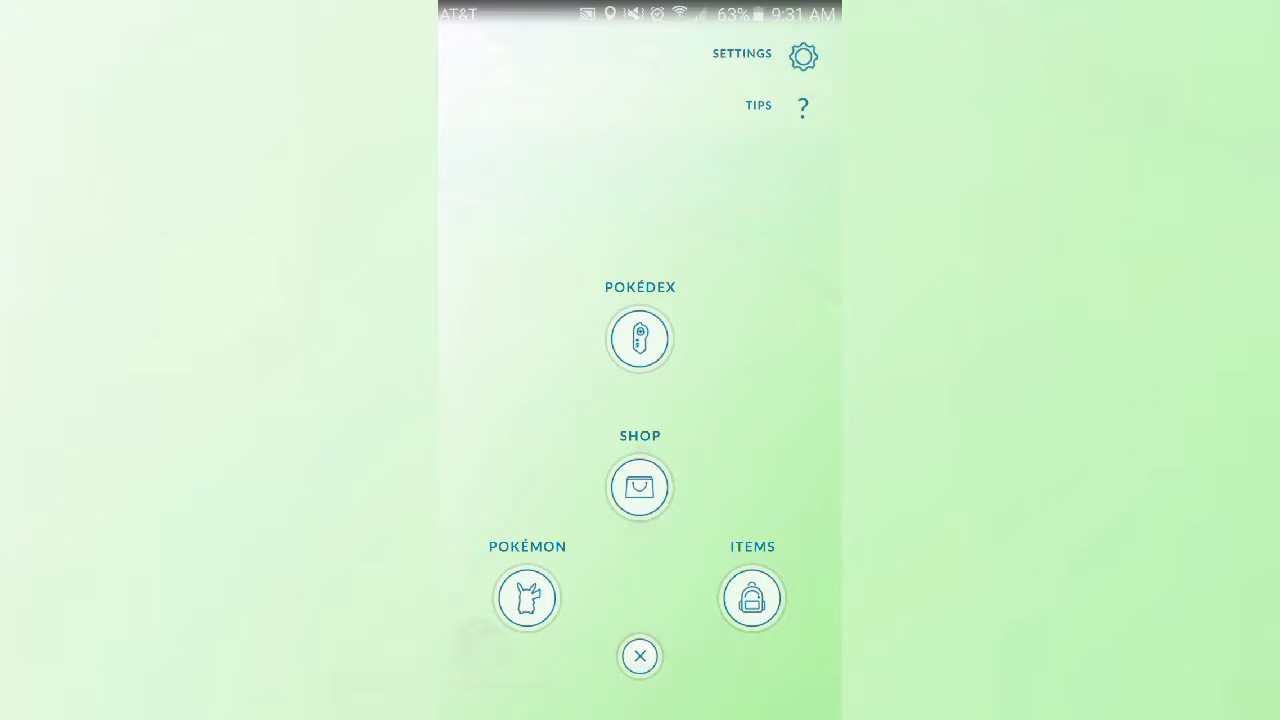 AT&T 63% 9:31 AM
SETTINGS
TIPS ?
POKÉDEX
SHOP
POKÉMON
ITEMS